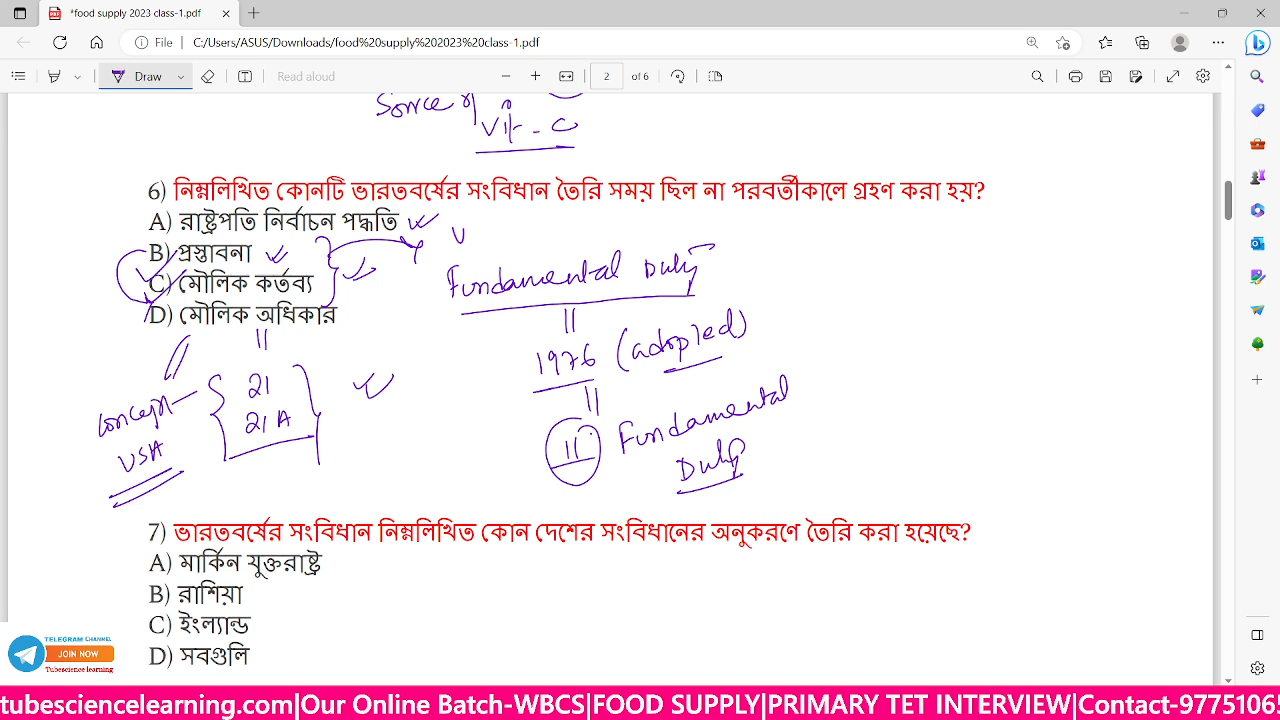 *food supply 2023 class-1.pdf
File
C:/Users/ASUS/Downloads/food%20supply%202023%20class-1.pdf
Draw
Read aloud
2
of 6
Source of
Vit - C
6) নিম্নলিখিত কোনটি ভারতবর্ষের সংবিধান তৈরি সময় ছিল না পরবর্তীকালে গ্রহণ করা হয়?
A) রাষ্ট্রপতি নির্বাচন পদ্ধতি
B) প্রস্তাবনা
C) মৌলিক কর্তব্য
D) মৌলিক অধিকার
Fundamental Duty
1976 (adopted)
11 Fundamental
Duty
21
21 A
concept
USA
7) ভারতবর্ষের সংবিধান নিম্নলিখিত কোন দেশের সংবিধানের অনুকরণে তৈরি করা হয়েছে?
A) মার্কিন যুক্তরাষ্ট্র
B) রাশিয়া
C) ইংল্যান্ড
D) সবগুলি
TELEGRAM CHANNEL
JOIN NOW
Tubescience learning
tubesciencelearning.com|Our Online Batch-WBCS|FOOD SUPPLY|PRIMARY TET INTERVIEW|Contact-97751065